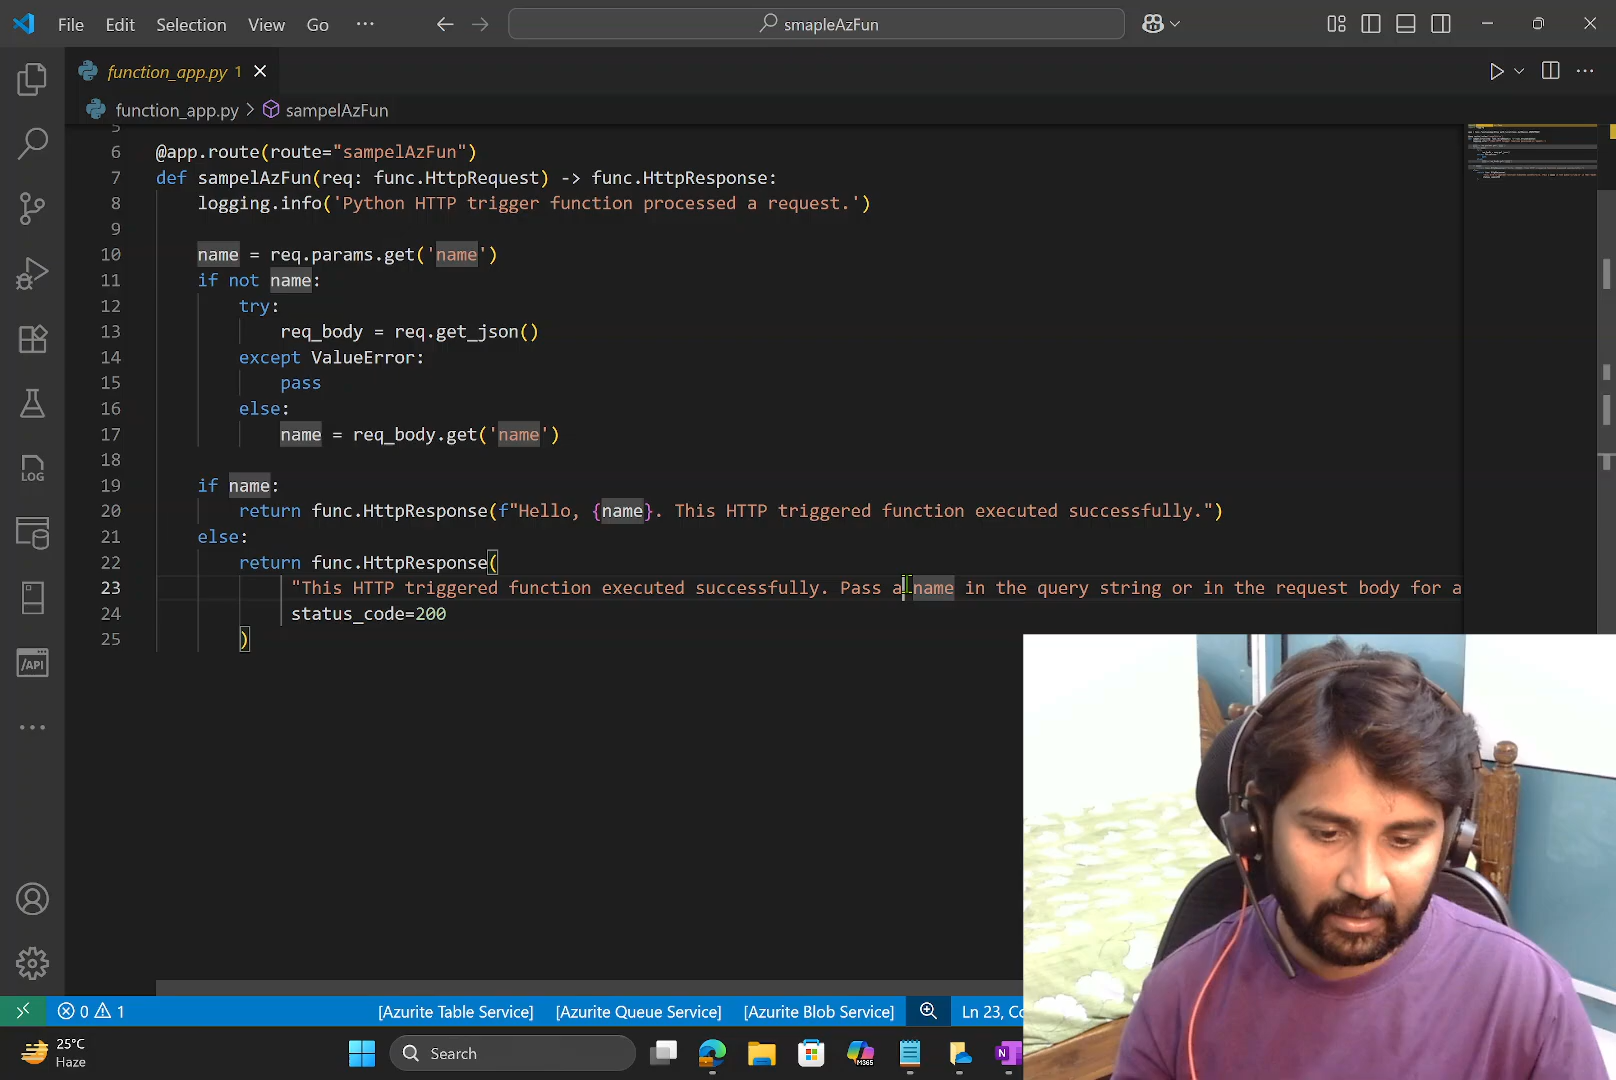 File Edit Selection View Go ··· smapleAzFun
function_app.py 1
function_app.py > sampelAzFun
5
6 @app.route(route="sampelAzFun")
7 def sampelAzFun(req: func.HttpRequest) -> func.HttpResponse:
8 logging.info('Python HTTP trigger function processed a request.')
9
10 name = req.params.get('name')
11 if not name:
12 try:
13 req_body = req.get_json()
14 except ValueError:
15 pass
16 else:
17 name = req_body.get('name')
18
19 if name:
20 return func.HttpResponse(f"Hello, {name}. This HTTP triggered function executed successfully.")
21 else:
22 return func.HttpResponse(
23 "This HTTP triggered function executed successfully. Pass a name in the query string or in the request body for a
24 status_code=200
25 )
LOG
/API
0 1 [Azurite Table Service] [Azurite Queue Service] [Azurite Blob Service] Ln 23, Co
25°C
Haze
Search
M365
N